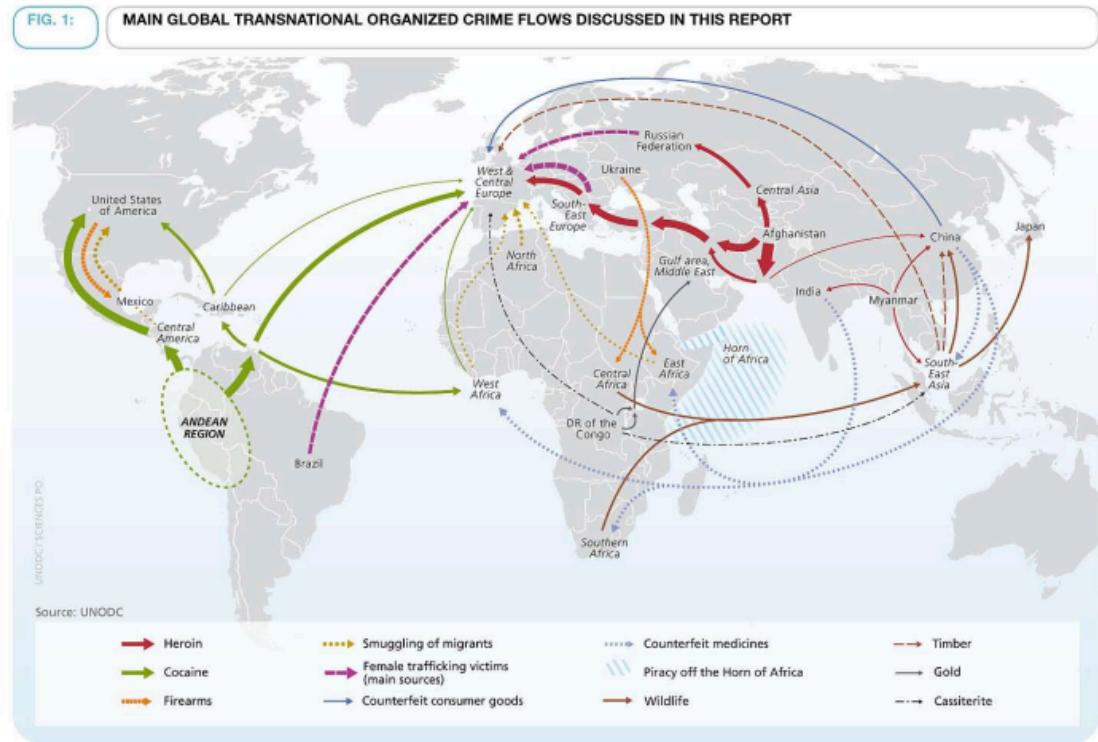 FIG. 1:
MAIN GLOBAL TRANSNATIONAL ORGANIZED CRIME FLOWS DISCUSSED IN THIS REPORT
Russian
Federation
West &
Central
Europe
Ukraine
Central Asia
United States
of America
South-
East
Europe
Afghanistan
China
Japan
North
Africa
Gulf area,
Middle East
India
Myanmar
Mexico
Caribbean
Central
America
Horn
of Africa
West
Africa
Central
Africa
East
Africa
South-
East
Asia
ANDEAN
REGION
DR of the
Congo
Brazil
Southern
Africa
UNODC / SCIENCES PO
Source: UNODC
Heroin
Smuggling of migrants
Counterfeit medicines
Timber
Cocaine
Female trafficking victims
(main sources)
Piracy off the Horn of Africa
Gold
Firearms
Counterfeit consumer goods
Wildlife
Cassiterite